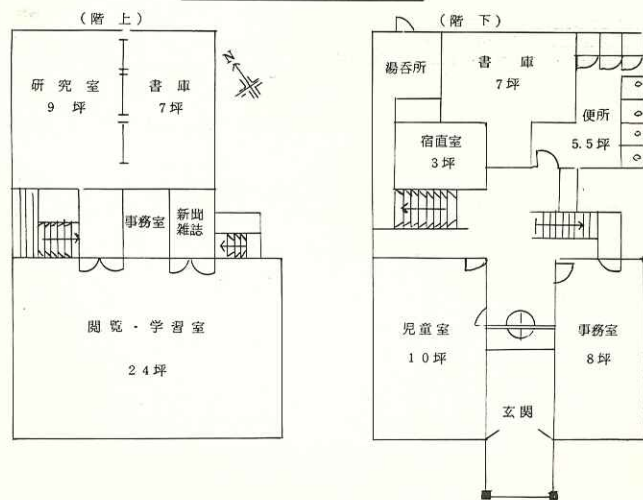 （階 上）
研 究 室
9 坪
書 庫
7坪
N
事務室
新聞
雑誌
閲 覧 ・ 学 習 室
2 4 坪
（階 下）
湯呑所
書 庫
7 坪
便所
5.5坪
宿直室
3 坪
児童室
1 0 坪
事務室
8坪
玄関